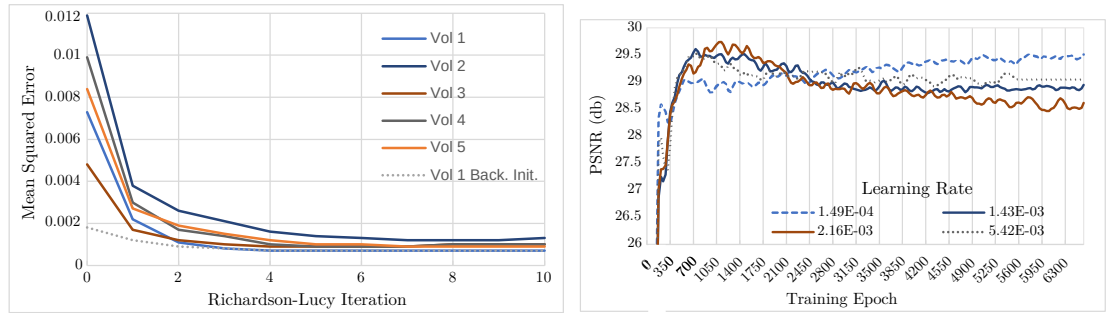 0.012
0.01
0.008
0.006
0.004
0.002
0
Mean Squared Error
Vol 1
Vol 2
Vol 3
Vol 4
Vol 5
Vol 1 Back. Init.
0 2 4 6 8 10
Richardson-Lucy Iteration
30
29.5
29
28.5
28
27.5
27
26.5
26
PSNR (db)
Learning Rate
1.49E-04 1.43E-03
2.16E-03 5.42E-03
0 350 700 1050 1400 1750 2100 2450 2800 3150 3500 3850 4200 4550 4900 5250 5600 5950 6300
Training Epoch